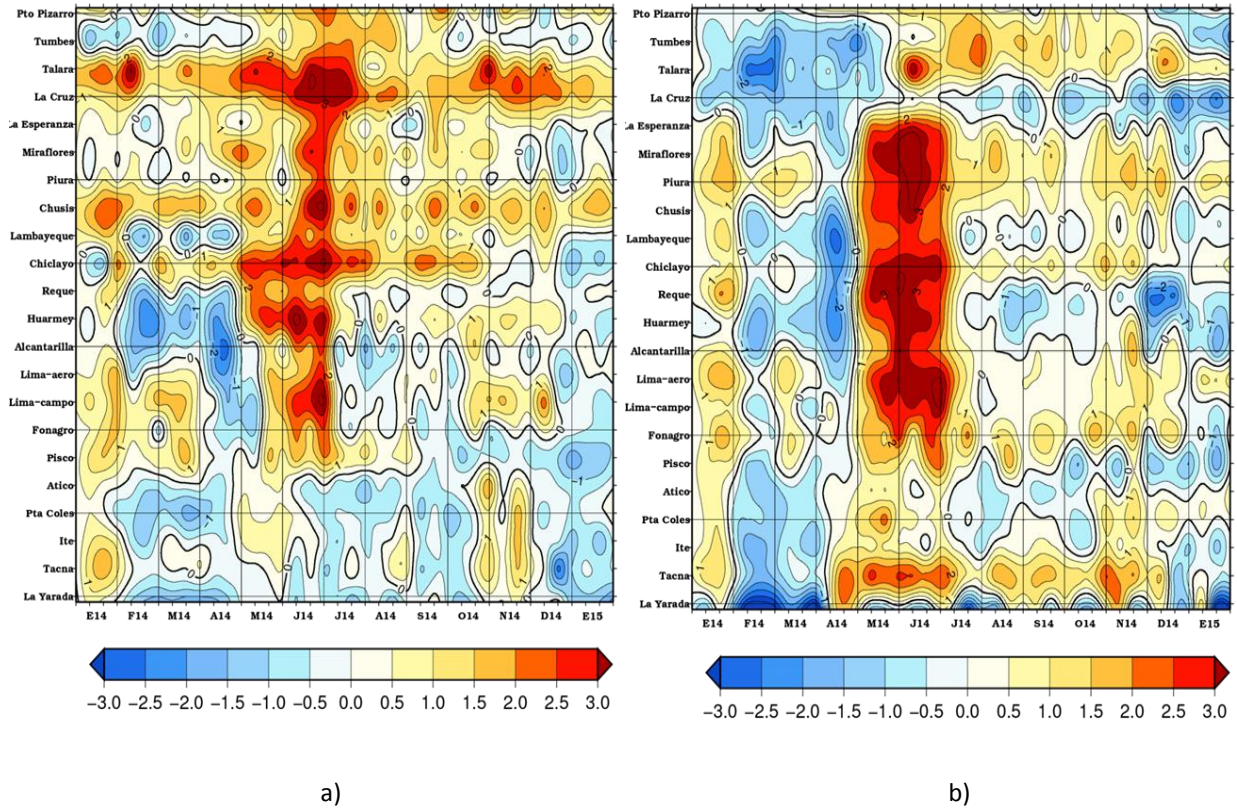 Pto Pizarro
Tumbes
Talara
La Cruz
La Esperanza
Miraflores
Piura
Chusis
Lambayeque
Chiclayo
Reque
Huarmey
Alcantarilla
Lima-aero
Lima-campo
Fonagro
Pisco
Atico
Pta Coles
Ite
Tacna
La Yarada
E14 F14 M14 A14 M14 J14 J14 A14 S14 O14 N14 D14 E15
−3.0 −2.5 −2.0 −1.5 −1.0 −0.5 0.0 0.5 1.0 1.5 2.0 2.5 3.0
a)
Pto Pizarro
Tumbes
Talara
La Cruz
La Esperanza
Miraflores
Piura
Chusis
Lambayeque
Chiclayo
Reque
Huarmey
Alcantarilla
Lima-aero
Lima-campo
Fonagro
Pisco
Atico
Pta Coles
Ite
Tacna
La Yarada
E14 F14 M14 A14 M14 J14 J14 A14 S14 O14 N14 D14 E15
−3.0 −2.5 −2.0 −1.5 −1.0 −0.5 0.0 0.5 1.0 1.5 2.0 2.5 3.0
b)